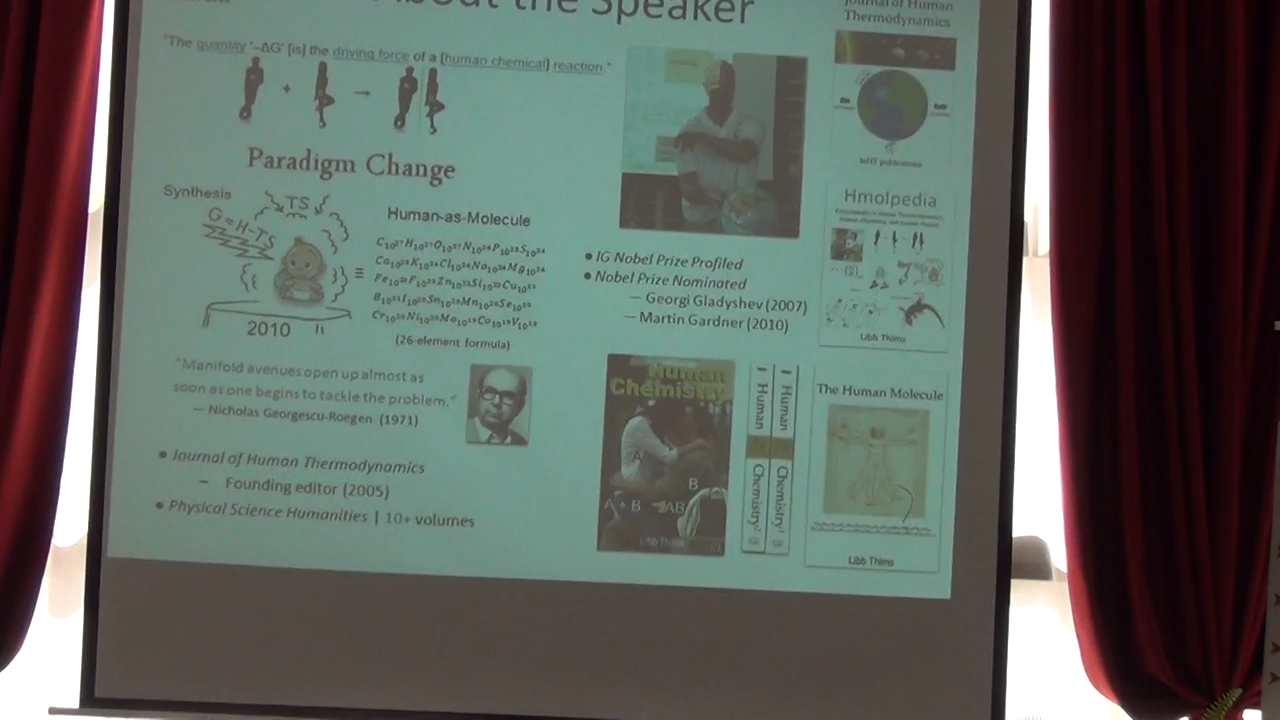 About the Speaker
Journal of Human
Thermodynamics
"The quantity '−ΔG' [is] the driving force of a [human chemical] reaction."
+ →
Paradigm Change
Synthesis
TS
G=H-TS
2010
≡
Human-as-Molecule
(26-element formula)
"Manifold avenues open up almost as
soon as one begins to tackle the problem."
— Nicholas Georgescu-Roegen (1971)
• Journal of Human Thermodynamics
– Founding editor (2005)
• Physical Science Humanities | 10+ volumes
• IG Nobel Prize Profiled
• Nobel Prize Nominated
— Georgi Gladyshev (2007)
— Martin Gardner (2010)
Human
Chemistry
A
B
A + B
AB
Libb Thims
Human Chemistry
Human Chemistry
Hmolpedia
Libb Thims
The Human Molecule
Libb Thims